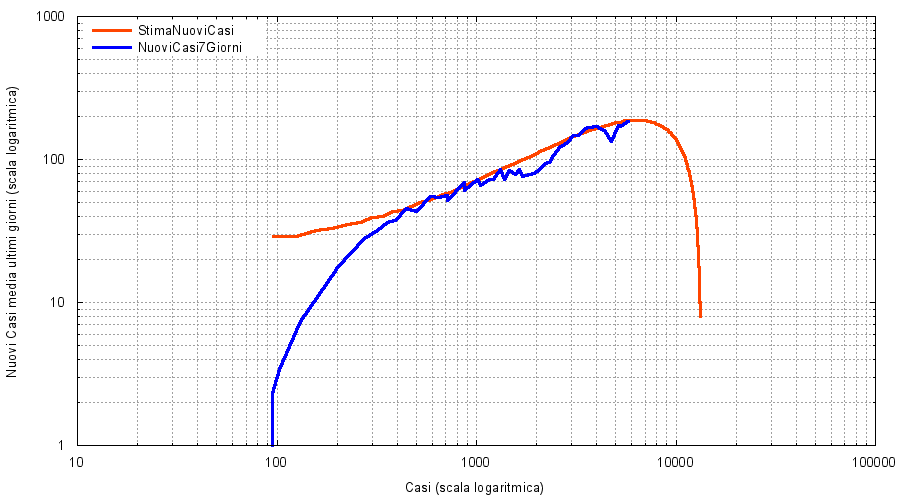 1000
StimaNuoviCasi
NuoviCasi7Giorni
100
10
1
Nuovi Casi media ultimi giorni (scala logaritmica)
10
100
1000
10000
100000
Casi (scala logaritmica)